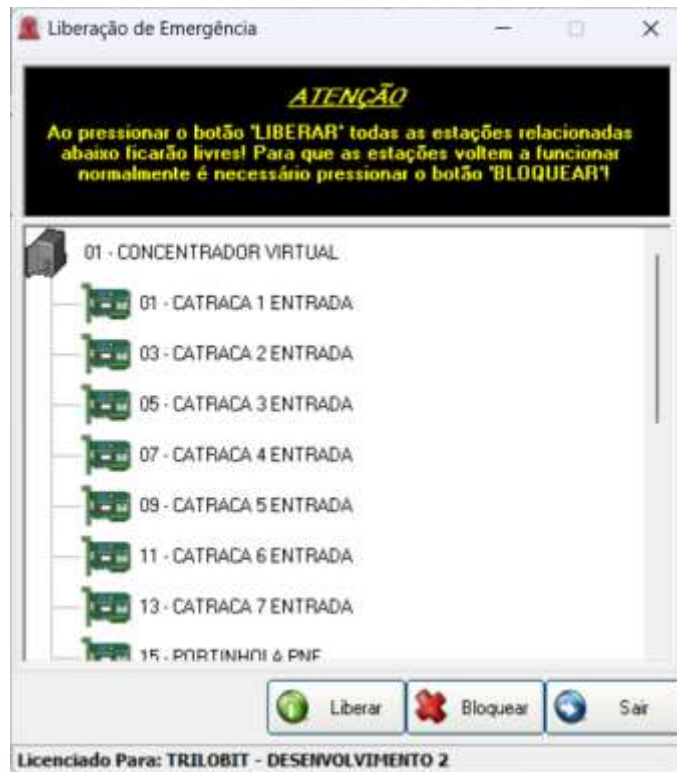 Liberação de Emergência
ATENÇÃO
Ao pressionar o botão "LIBERAR" todas as estações relacionadas
abaixo ficarão livres! Para que as estações voltem a funcionar
normalmente é necessário pressionar o botão "BLOQUEAR"!
01 - CONCENTRADOR VIRTUAL
01 - CATRACA 1 ENTRADA
03 - CATRACA 2 ENTRADA
05 - CATRACA 3 ENTRADA
07 - CATRACA 4 ENTRADA
09 - CATRACA 5 ENTRADA
11 - CATRACA 6 ENTRADA
13 - CATRACA 7 ENTRADA
15 - PORTINHOLA PNE
Liberar Bloquear Sair
Licenciado Para: TRILOBIT - DESENVOLVIMENTO 2